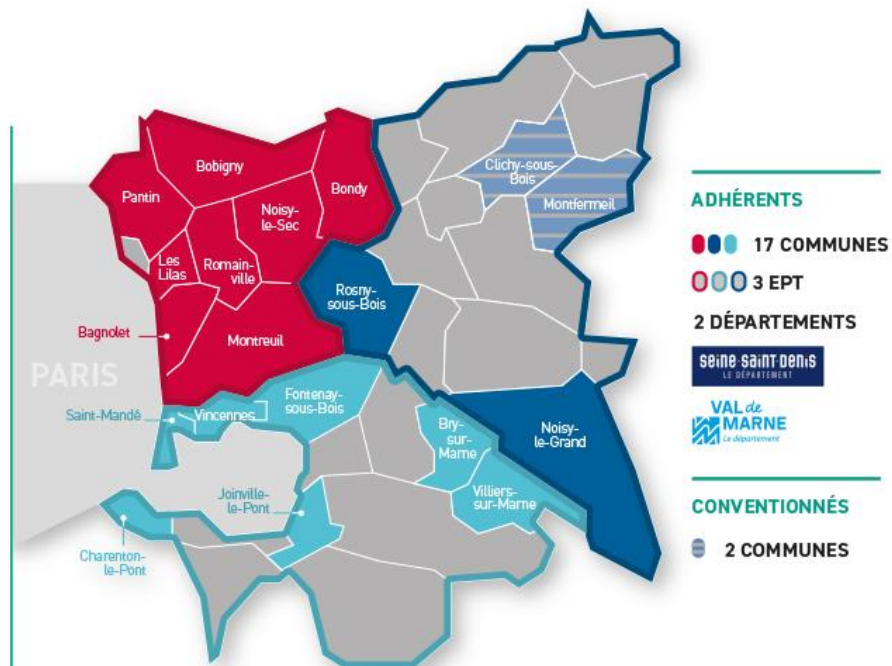 Pantin
Bobigny
Bondy
Noisy-
le-Sec
Les
Lilas
Romain-
ville
Bagnolet
Montreuil
PARIS
Clichy-sous-
Bois
Montfermeil
Rosny-
sous-Bois
Saint-Mandé
Vincennes
Fontenay-
sous-Bois
Bry-
sur-
Marne
Noisy-
le-Grand
Joinville-
le-Pont
Villiers-
sur-Marne
Charenton-
le-Pont
ADHÉRENTS
17 COMMUNES
3 EPT
2 DÉPARTEMENTS
seine-saint-denis
LE DÉPARTEMENT
VAL de
MARNE
Le département
CONVENTIONNÉS
2 COMMUNES